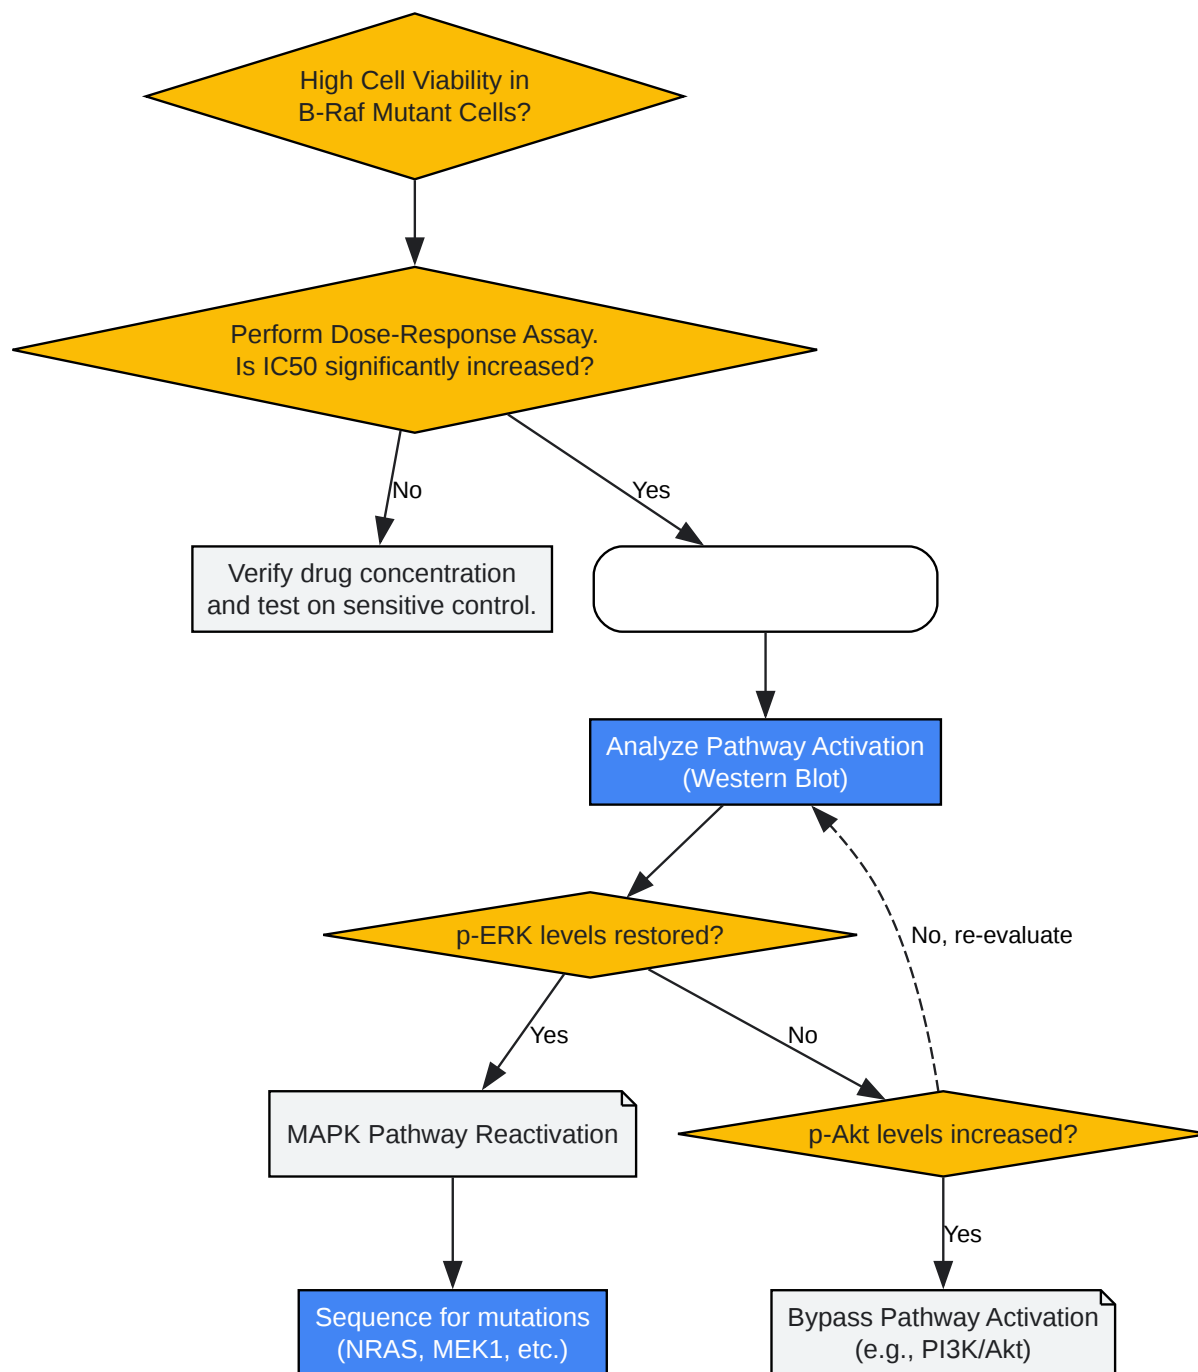 High Cell Viability in
B-Raf Mutant Cells?
Perform Dose-Response Assay.
Is IC50 significantly increased?
No
Yes
Verify drug concentration
and test on sensitive control.
Analyze Pathway Activation
(Western Blot)
p-ERK levels restored?
No, re-evaluate
Yes
No
MAPK Pathway Reactivation
p-Akt levels increased?
Yes
Sequence for mutations
(NRAS, MEK1, etc.)
Bypass Pathway Activation
(e.g., PI3K/Akt)